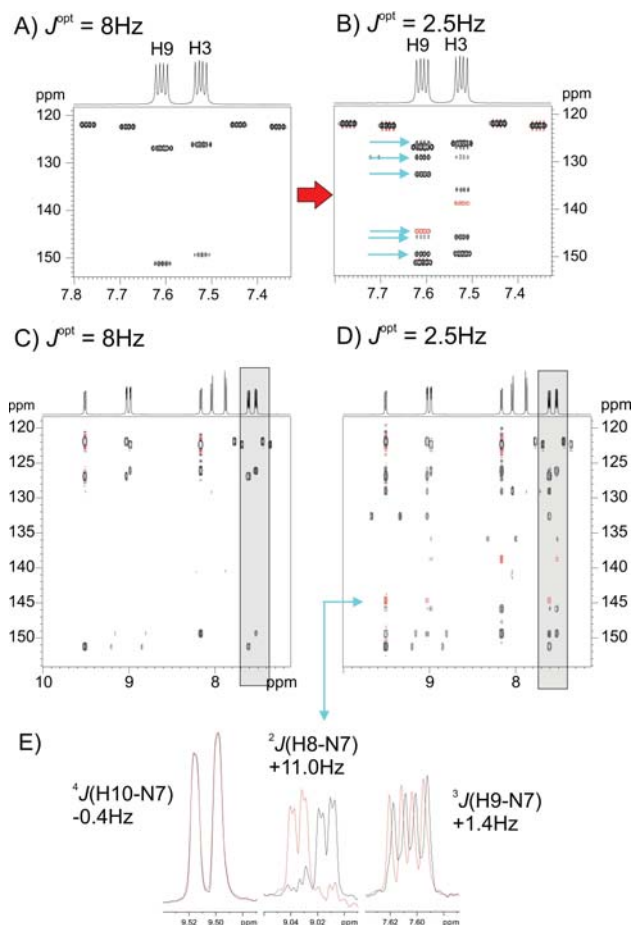 A) J^opt = 8Hz
B) J^opt = 2.5Hz
H9 H3
H9 H3
ppm
120
130
140
150
7.8 7.7 7.6 7.5 7.4
ppm
120
130
140
150
7.7 7.6 7.5 7.4
C) J^opt = 8Hz
D) J^opt = 2.5Hz
ppm
120
125
130
135
140
145
150
10 9 8 ppm
ppm
120
125
130
135
140
145
150
9 8
E)
⁴J(H10-N7)
-0.4Hz
²J(H8-N7)
+11.0Hz
³J(H9-N7)
+1.4Hz
9.52 9.50 ppm
9.04 9.02 ppm
7.62 7.60 ppm